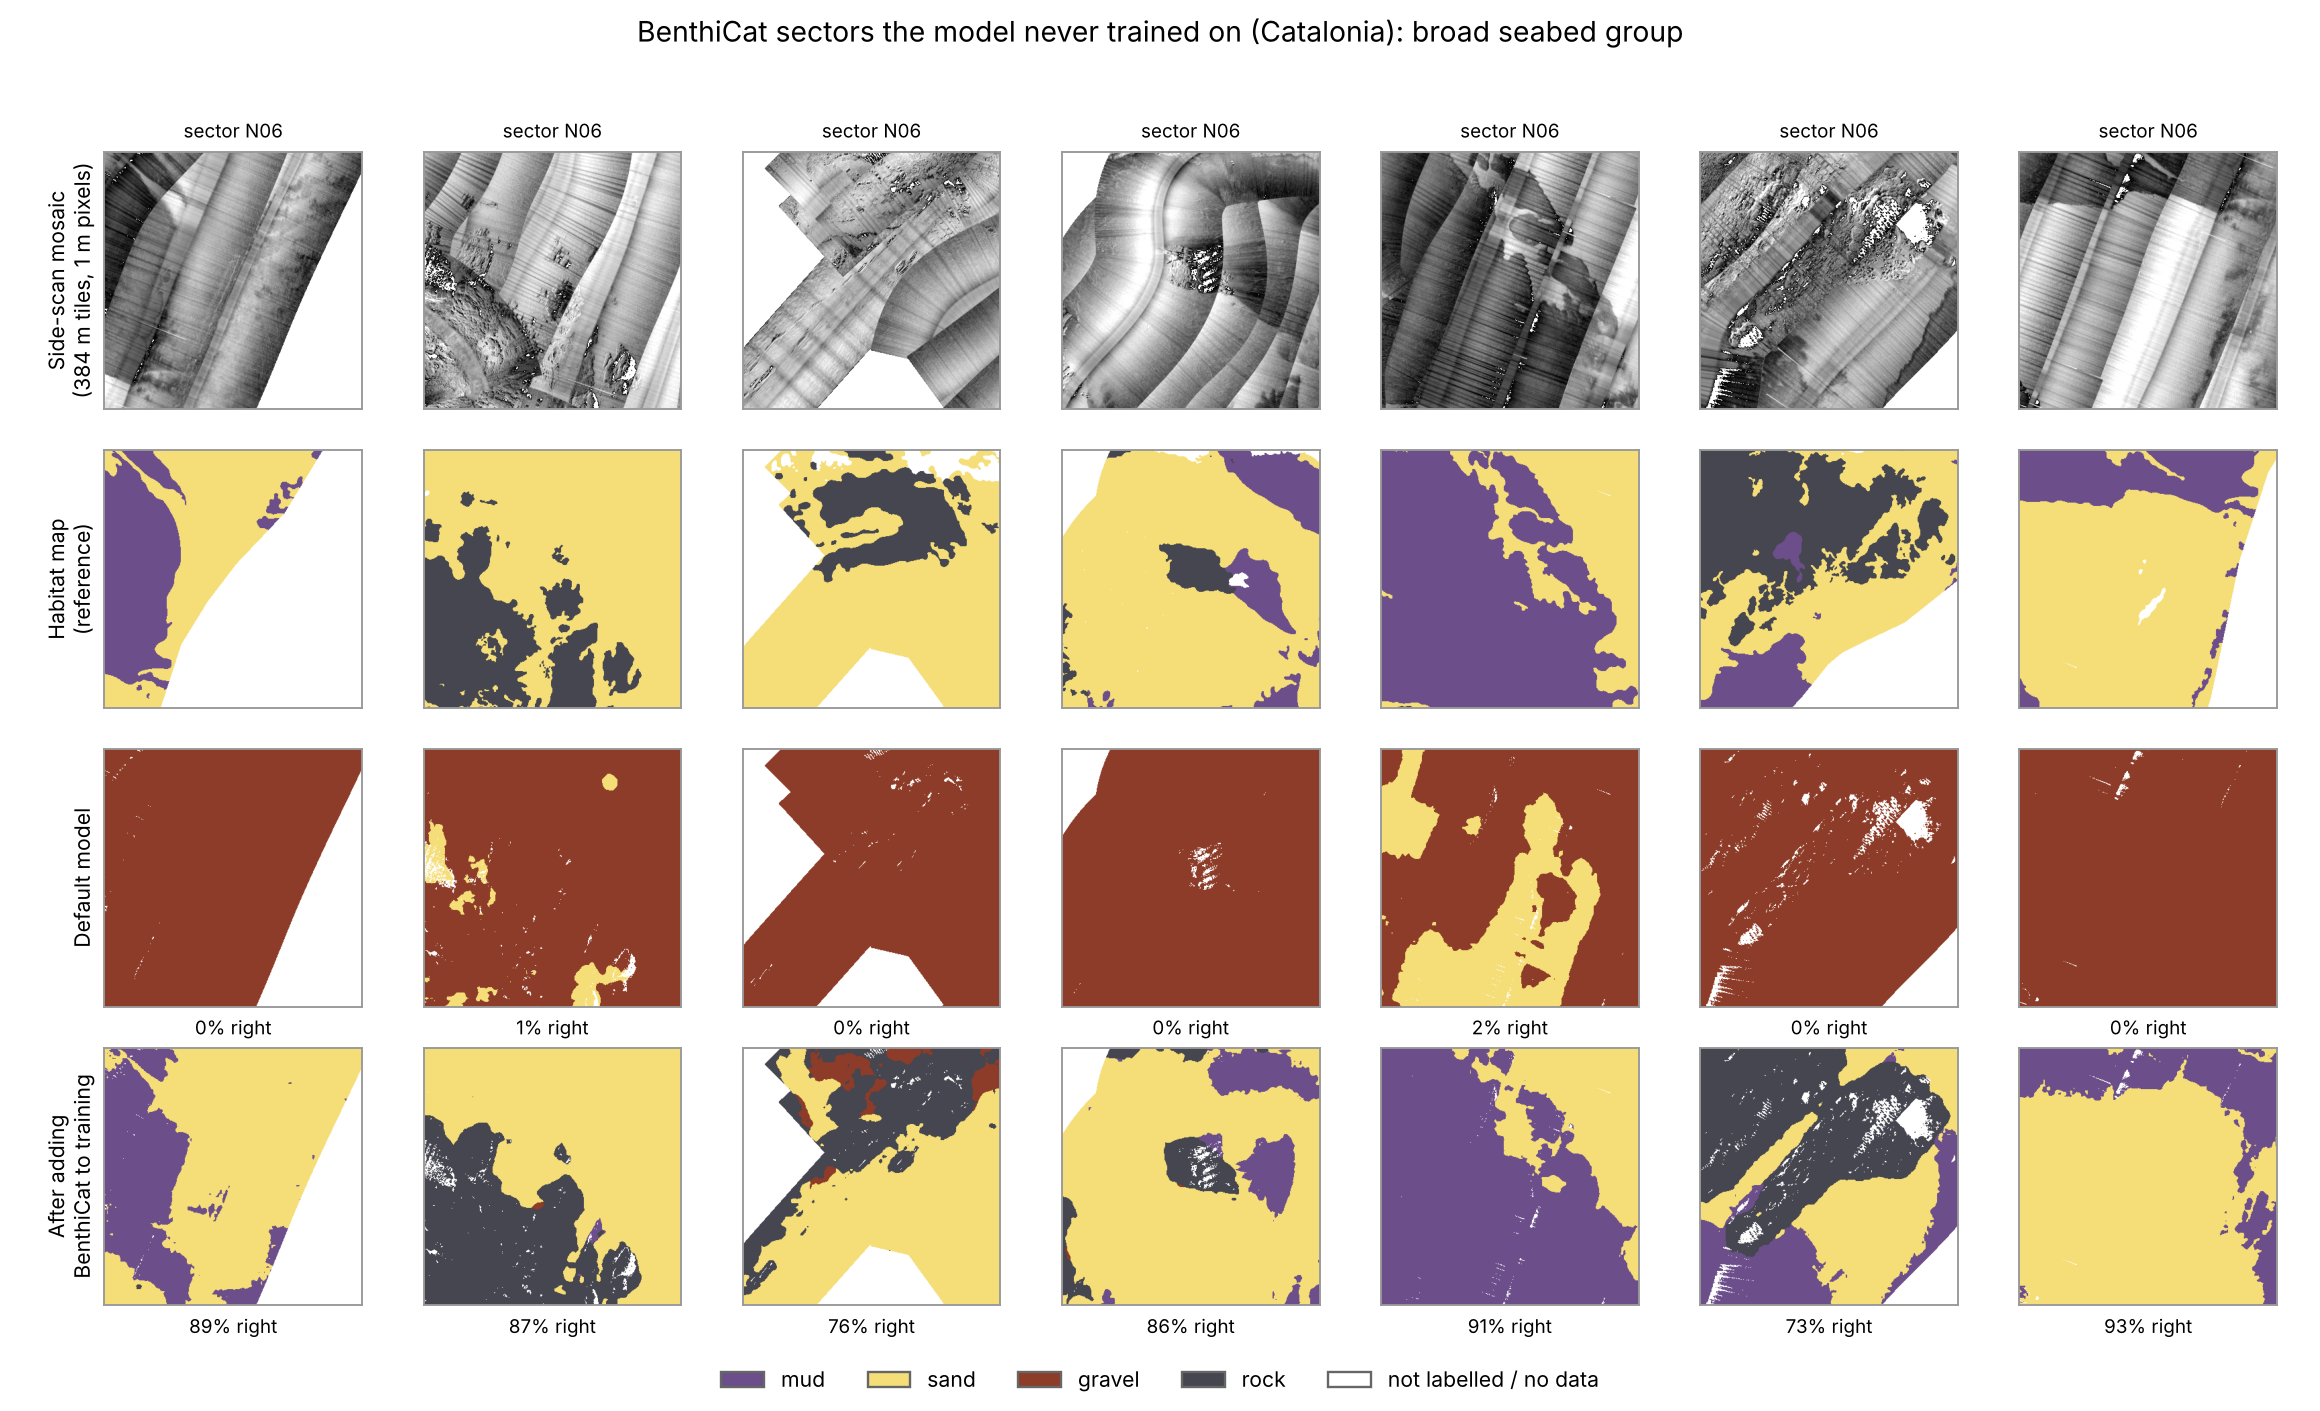 BenthiCat sectors the model never trained on (Catalonia): broad seabed group
sector N06
sector N06
sector N06
sector N06
sector N06
sector N06
sector N06
Side-scan mosaic
(384 m tiles, 1 m pixels)
Habitat map
(reference)
Default model
0% right
1% right
0% right
0% right
2% right
0% right
0% right
After adding
BenthiCat to training
89% right
87% right
76% right
86% right
91% right
73% right
93% right
mud
sand
gravel
rock
not labelled / no data